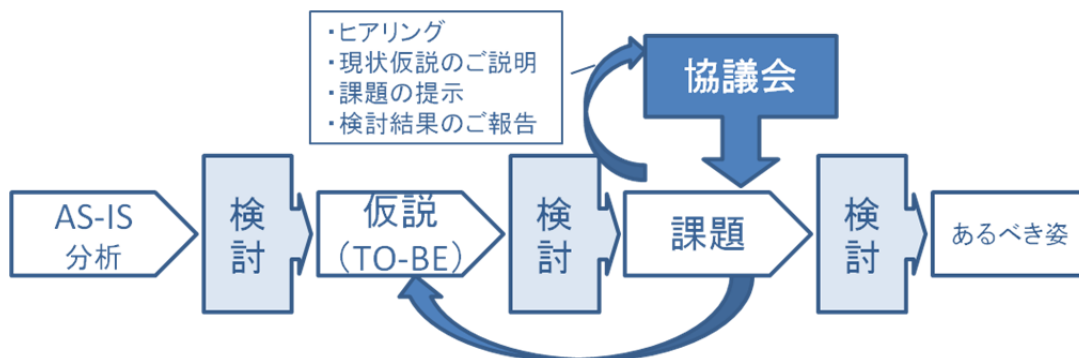 ・ヒアリング
・現状仮説のご説明
・課題の提示
・検討結果のご報告
協議会
AS-IS
分析
検
討
仮説
（TO-BE）
検
討
課題
検
討
あるべき姿